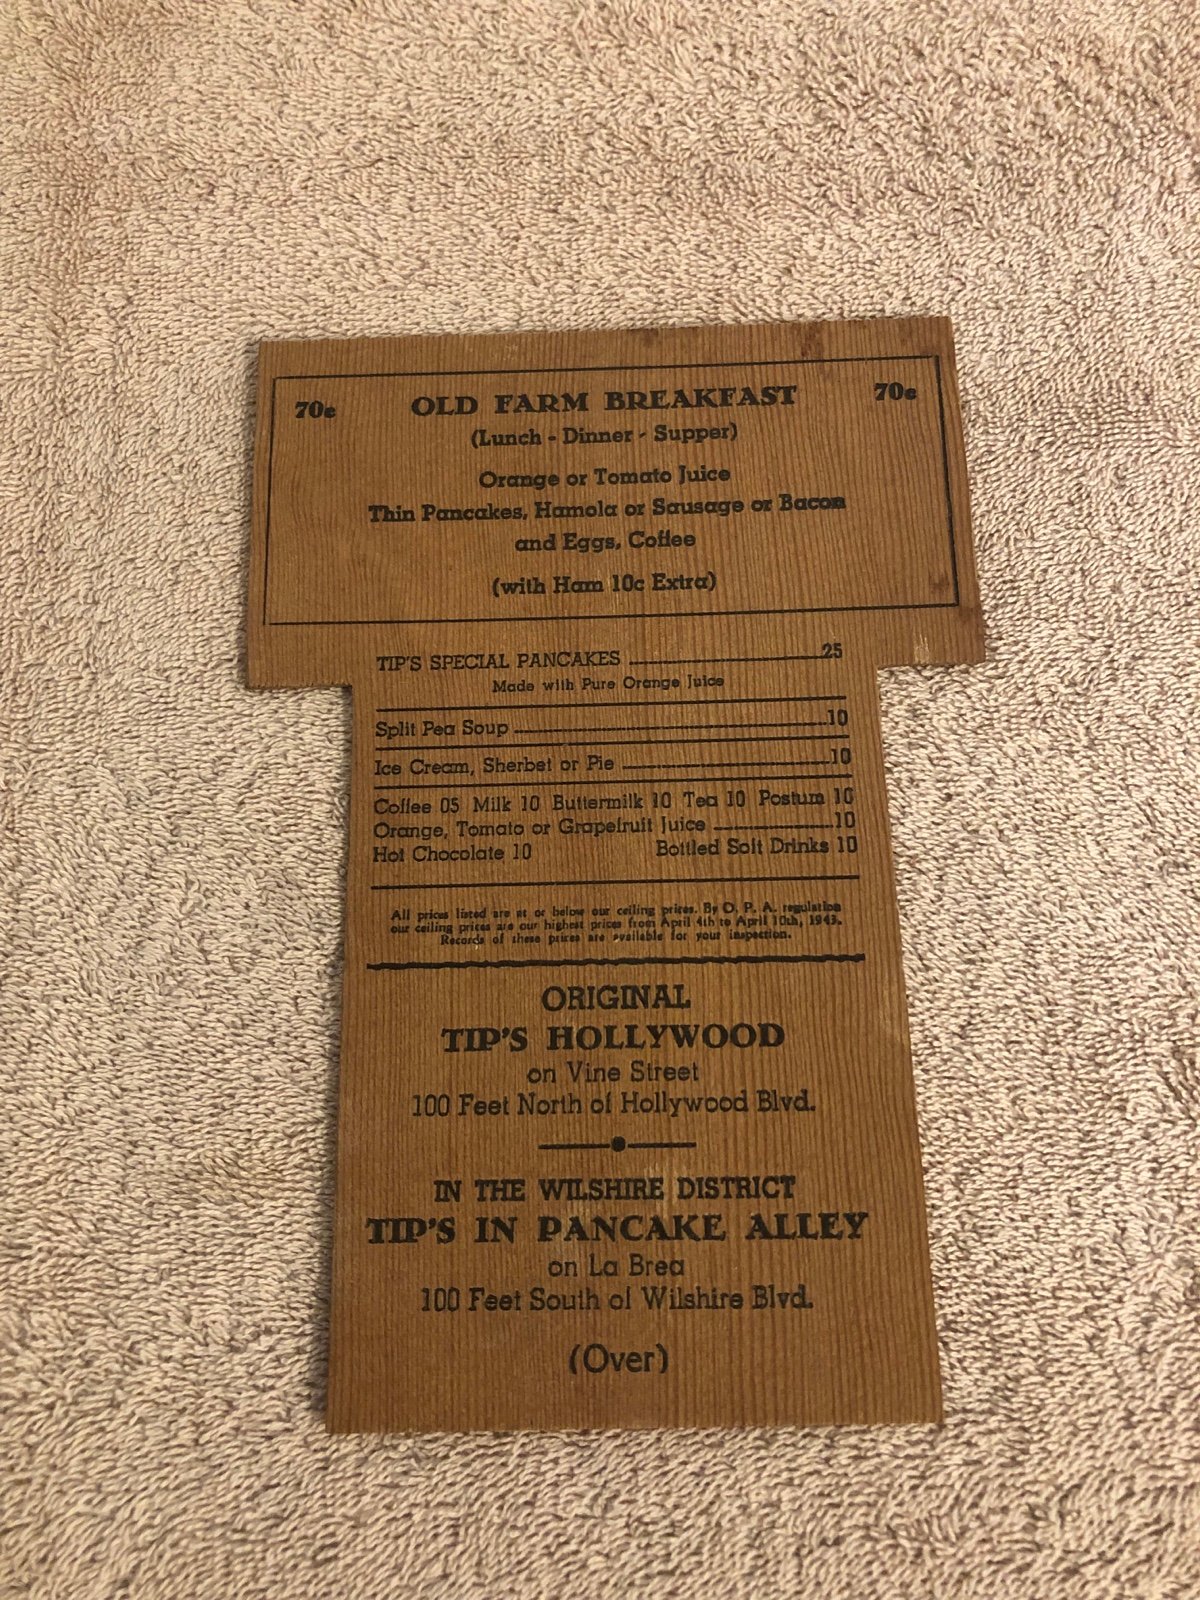 70c OLD FARM BREAKFAST 70c
(Lunch - Dinner - Supper)
Orange or Tomato Juice
Thin Pancakes, Hamola or Sausage or Bacon
and Eggs, Coffee
(with Ham 10c Extra)
TIP'S SPECIAL PANCAKES 25
Made with Pure Orange Juice
Split Pea Soup 10
Ice Cream, Sherbet or Pie 10
Coffee 05 Milk 10 Buttermilk 10 Tea 10 Postum 10
Orange, Tomato or Grapefruit Juice 10
Hot Chocolate 10 Bottled Soft Drinks 10
All prices listed are at or below our ceiling prices. By O. P. A. regulation
our ceiling prices are our highest prices from April 4th to April 10th, 1943.
Records of these prices are available for your inspection.
ORIGINAL
TIP'S HOLLYWOOD
on Vine Street
100 Feet North of Hollywood Blvd.
IN THE WILSHIRE DISTRICT
TIP'S IN PANCAKE ALLEY
on La Brea
100 Feet South of Wilshire Blvd.
(Over)